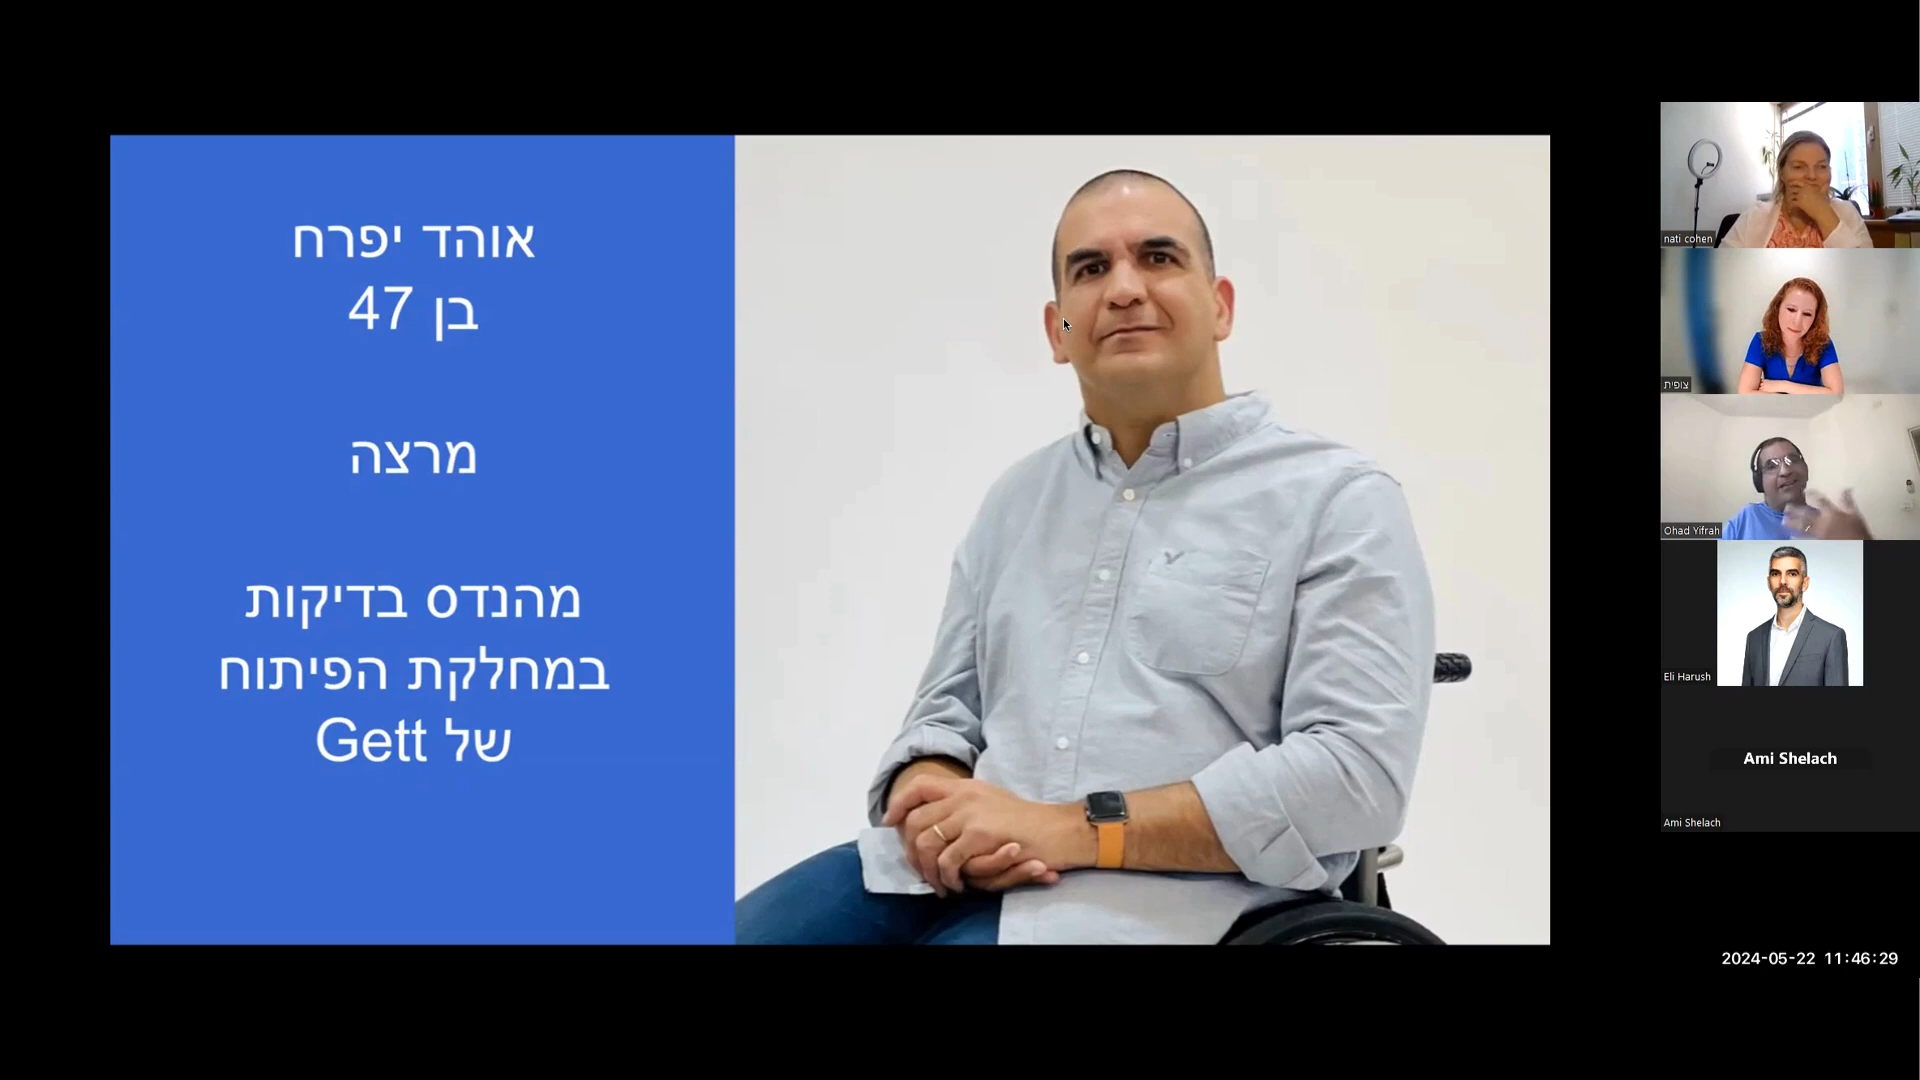 אוהד יפרח
בן 47
מרצה
מהנדס בדיקות
במחלקת הפיתוח
של Gett
nati cohen
צופית
Ohad Yifrah
Eli Harush
Ami Shelach
Ami Shelach
2024-05-22 11:46:29